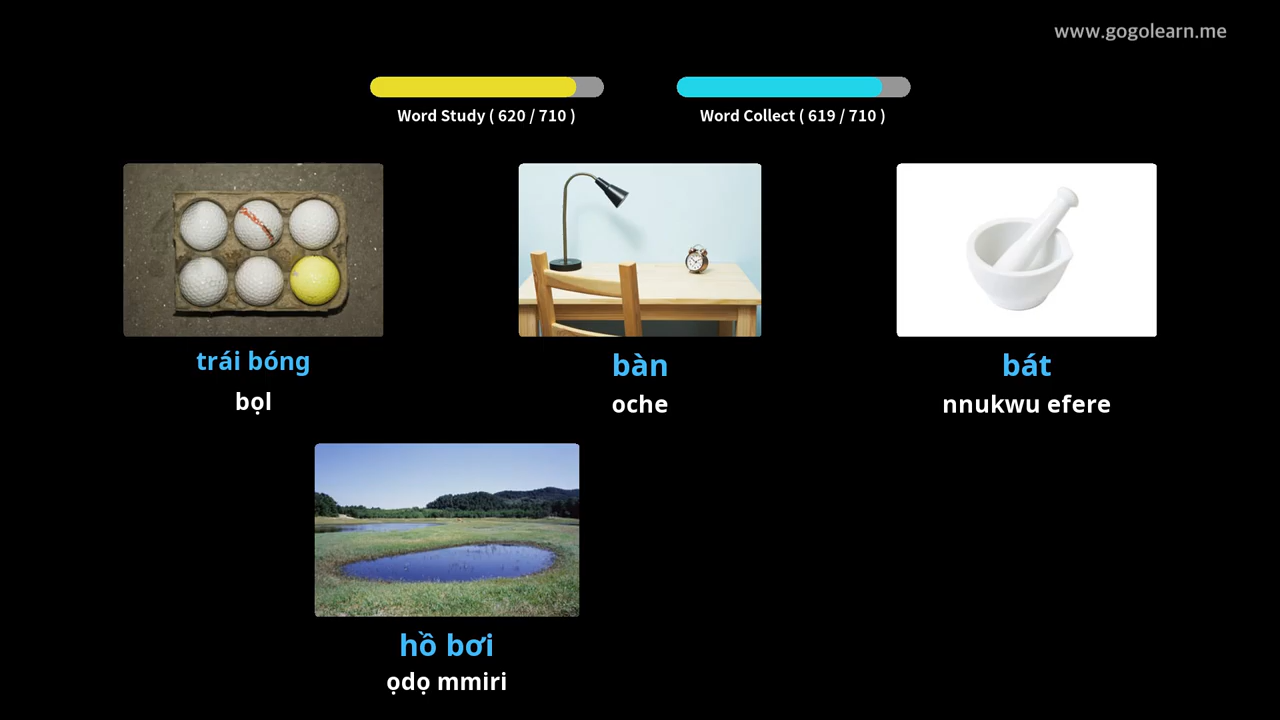 www.gogolearn.me
Word Study ( 620 / 710 )
Word Collect ( 619 / 710 )
trái bóng
bọl
bàn
oche
bát
nnukwu efere
hồ bơi
ọdọ mmiri